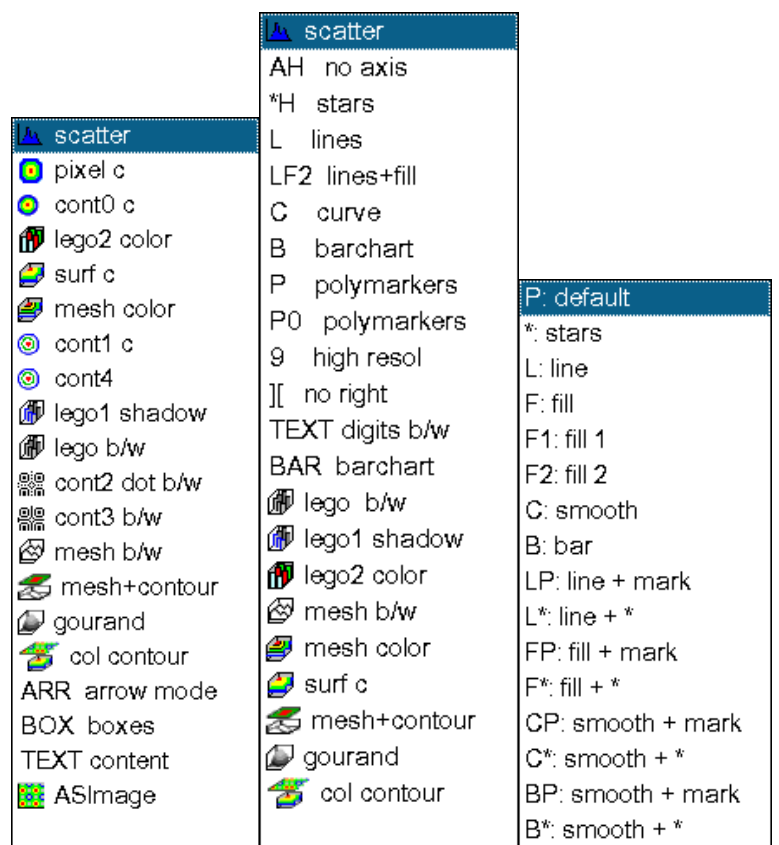 scatter
pixel c
cont0 c
lego2 color
surf c
mesh color
cont1 c
cont4
lego1 shadow
lego b/w
cont2 dot b/w
cont3 b/w
mesh b/w
mesh+contour
gourand
col contour
ARR arrow mode
BOX boxes
TEXT content
ASImage
scatter
AH no axis
*H stars
L lines
LF2 lines+fill
C curve
B barchart
P polymarkers
P0 polymarkers
9 high resol
][ no right
TEXT digits b/w
BAR barchart
lego b/w
lego1 shadow
lego2 color
mesh b/w
mesh color
surf c
mesh+contour
gourand
col contour
P: default
*: stars
L: line
F: fill
F1: fill 1
F2: fill 2
C: smooth
B: bar
LP: line + mark
L*: line + *
FP: fill + mark
F*: fill + *
CP: smooth + mark
C*: smooth + *
BP: smooth + mark
B*: smooth + *